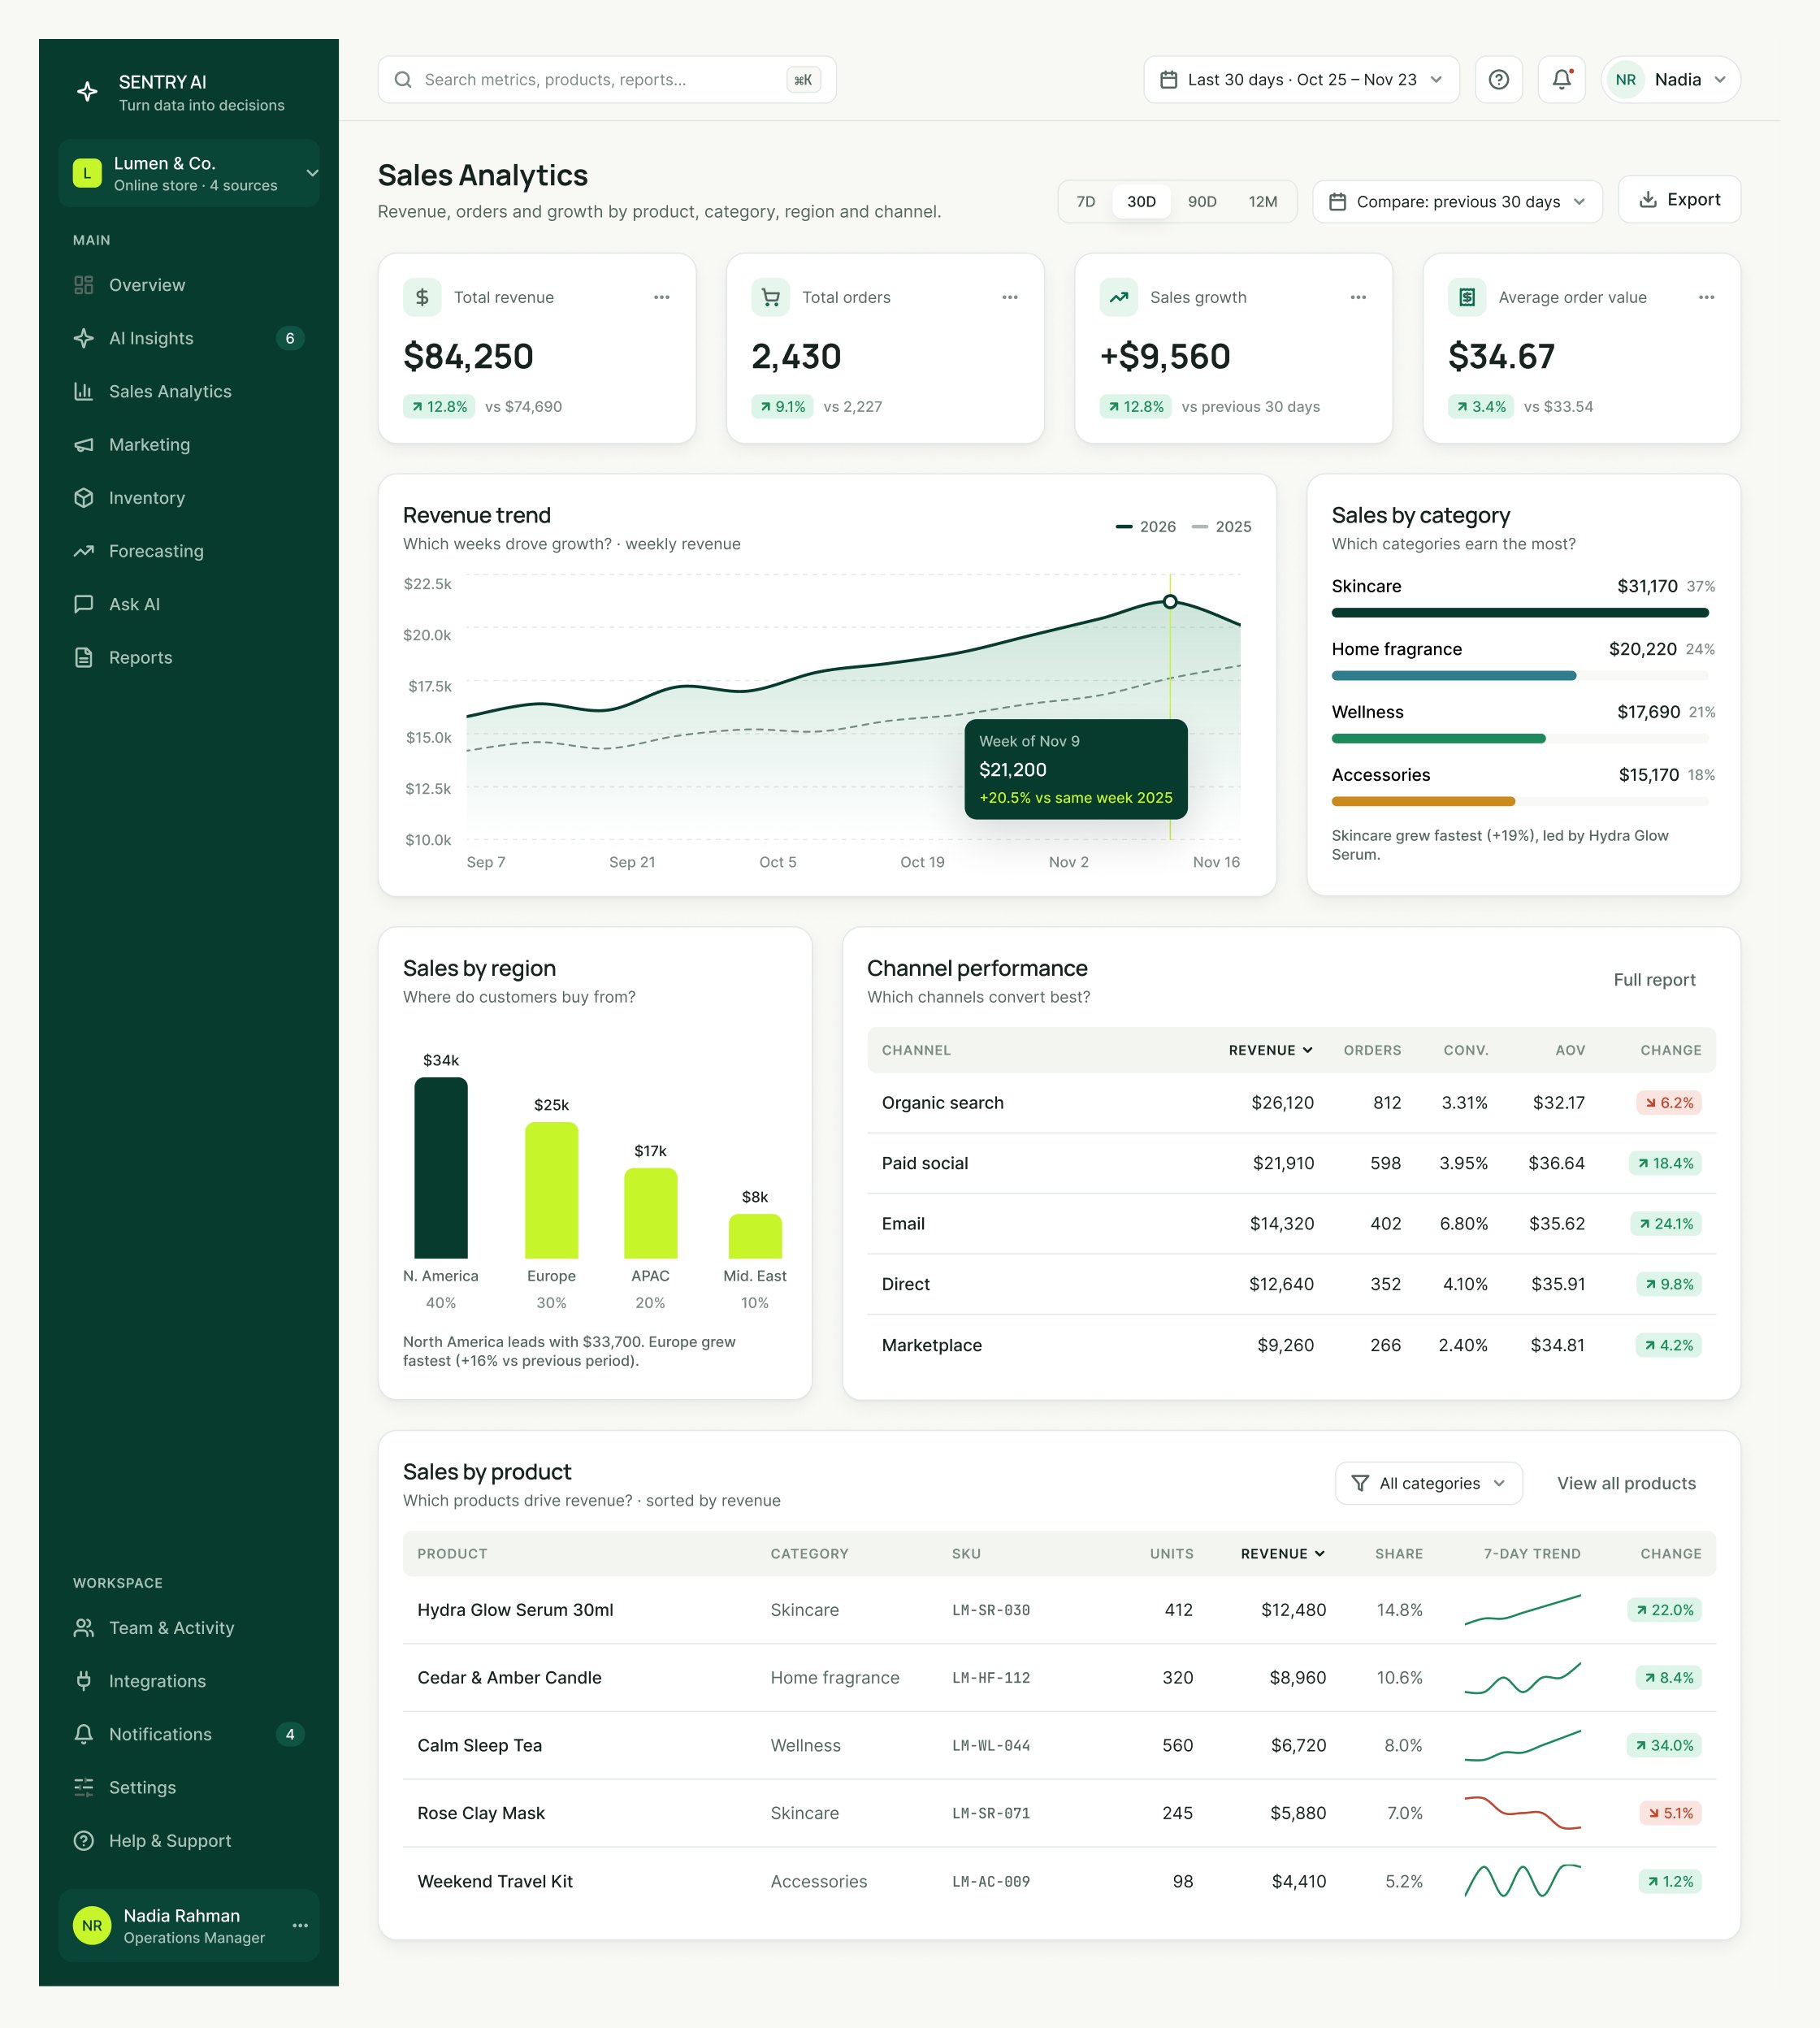 SENTRY AI
Turn data into decisions
L
Lumen & Co.
Online store · 4 sources
MAIN
Overview
AI Insights
6
Sales Analytics
Marketing
Inventory
Forecasting
Ask AI
Reports
WORKSPACE
Team & Activity
Integrations
Notifications
4
Settings
Help & Support
NR
Nadia Rahman
Operations Manager
Search metrics, products, reports...
⌘K
Last 30 days · Oct 25 – Nov 23
NR
Nadia
Sales Analytics
Revenue, orders and growth by product, category, region and channel.
7D 30D 90D 12M
Compare: previous 30 days
Export
Total revenue
$84,250
12.8% vs $74,690
Total orders
2,430
9.1% vs 2,227
Sales growth
+$9,560
12.8% vs previous 30 days
Average order value
$34.67
3.4% vs $33.54
Revenue trend
Which weeks drove growth? · weekly revenue
2026 2025
$22.5k
$20.0k
$17.5k
$15.0k
$12.5k
$10.0k
Week of Nov 9
$21,200
+20.5% vs same week 2025
Sep 7 Sep 21 Oct 5 Oct 19 Nov 2 Nov 16
Sales by category
Which categories earn the most?
Skincare $31,170 37%
Home fragrance $20,220 24%
Wellness $17,690 21%
Accessories $15,170 18%
Skincare grew fastest (+19%), led by Hydra Glow
Serum.
Sales by region
Where do customers buy from?
$34k
$25k
$17k
$8k
N. America Europe APAC Mid. East
40% 30% 20% 10%
North America leads with $33,700. Europe grew
fastest (+16% vs previous period).
Channel performance
Which channels convert best?
Full report
CHANNEL REVENUE ORDERS CONV. AOV CHANGE
Organic search $26,120 812 3.31% $32.17 6.2%
Paid social $21,910 598 3.95% $36.64 18.4%
Email $14,320 402 6.80% $35.62 24.1%
Direct $12,640 352 4.10% $35.91 9.8%
Marketplace $9,260 266 2.40% $34.81 4.2%
Sales by product
Which products drive revenue? · sorted by revenue
All categories
View all products
PRODUCT CATEGORY SKU UNITS REVENUE SHARE 7-DAY TREND CHANGE
Hydra Glow Serum 30ml Skincare LM-SR-030 412 $12,480 14.8% 22.0%
Cedar & Amber Candle Home fragrance LM-HF-112 320 $8,960 10.6% 8.4%
Calm Sleep Tea Wellness LM-WL-044 560 $6,720 8.0% 34.0%
Rose Clay Mask Skincare LM-SR-071 245 $5,880 7.0% 5.1%
Weekend Travel Kit Accessories LM-AC-009 98 $4,410 5.2% 1.2%